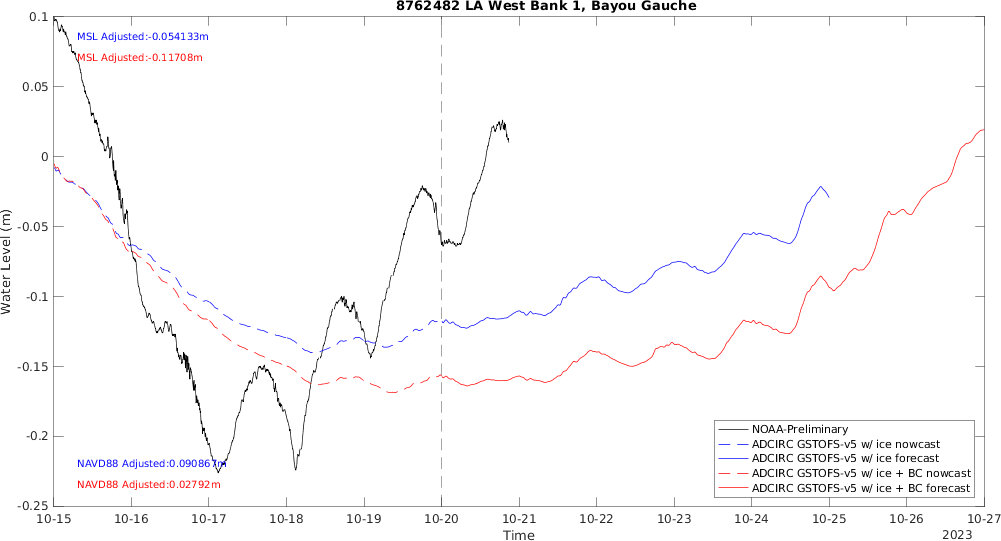 8762482 LA West Bank 1, Bayou Gauche
MSL Adjusted:-0.054133m
MSL Adjusted:-0.11708m
NAVD88 Adjusted:0.090867m
NAVD88 Adjusted:0.02792m
Water Level (m)
0.1
0.05
0
-0.05
-0.1
-0.15
-0.2
-0.25
NOAA-Preliminary
ADCIRC GSTOFS-v5 w/ ice nowcast
ADCIRC GSTOFS-v5 w/ ice forecast
ADCIRC GSTOFS-v5 w/ ice + BC nowcast
ADCIRC GSTOFS-v5 w/ ice + BC forecast
10-15 10-16 10-17 10-18 10-19 10-20 10-21 10-22 10-23 10-24 10-25 10-26 10-27
Time
2023